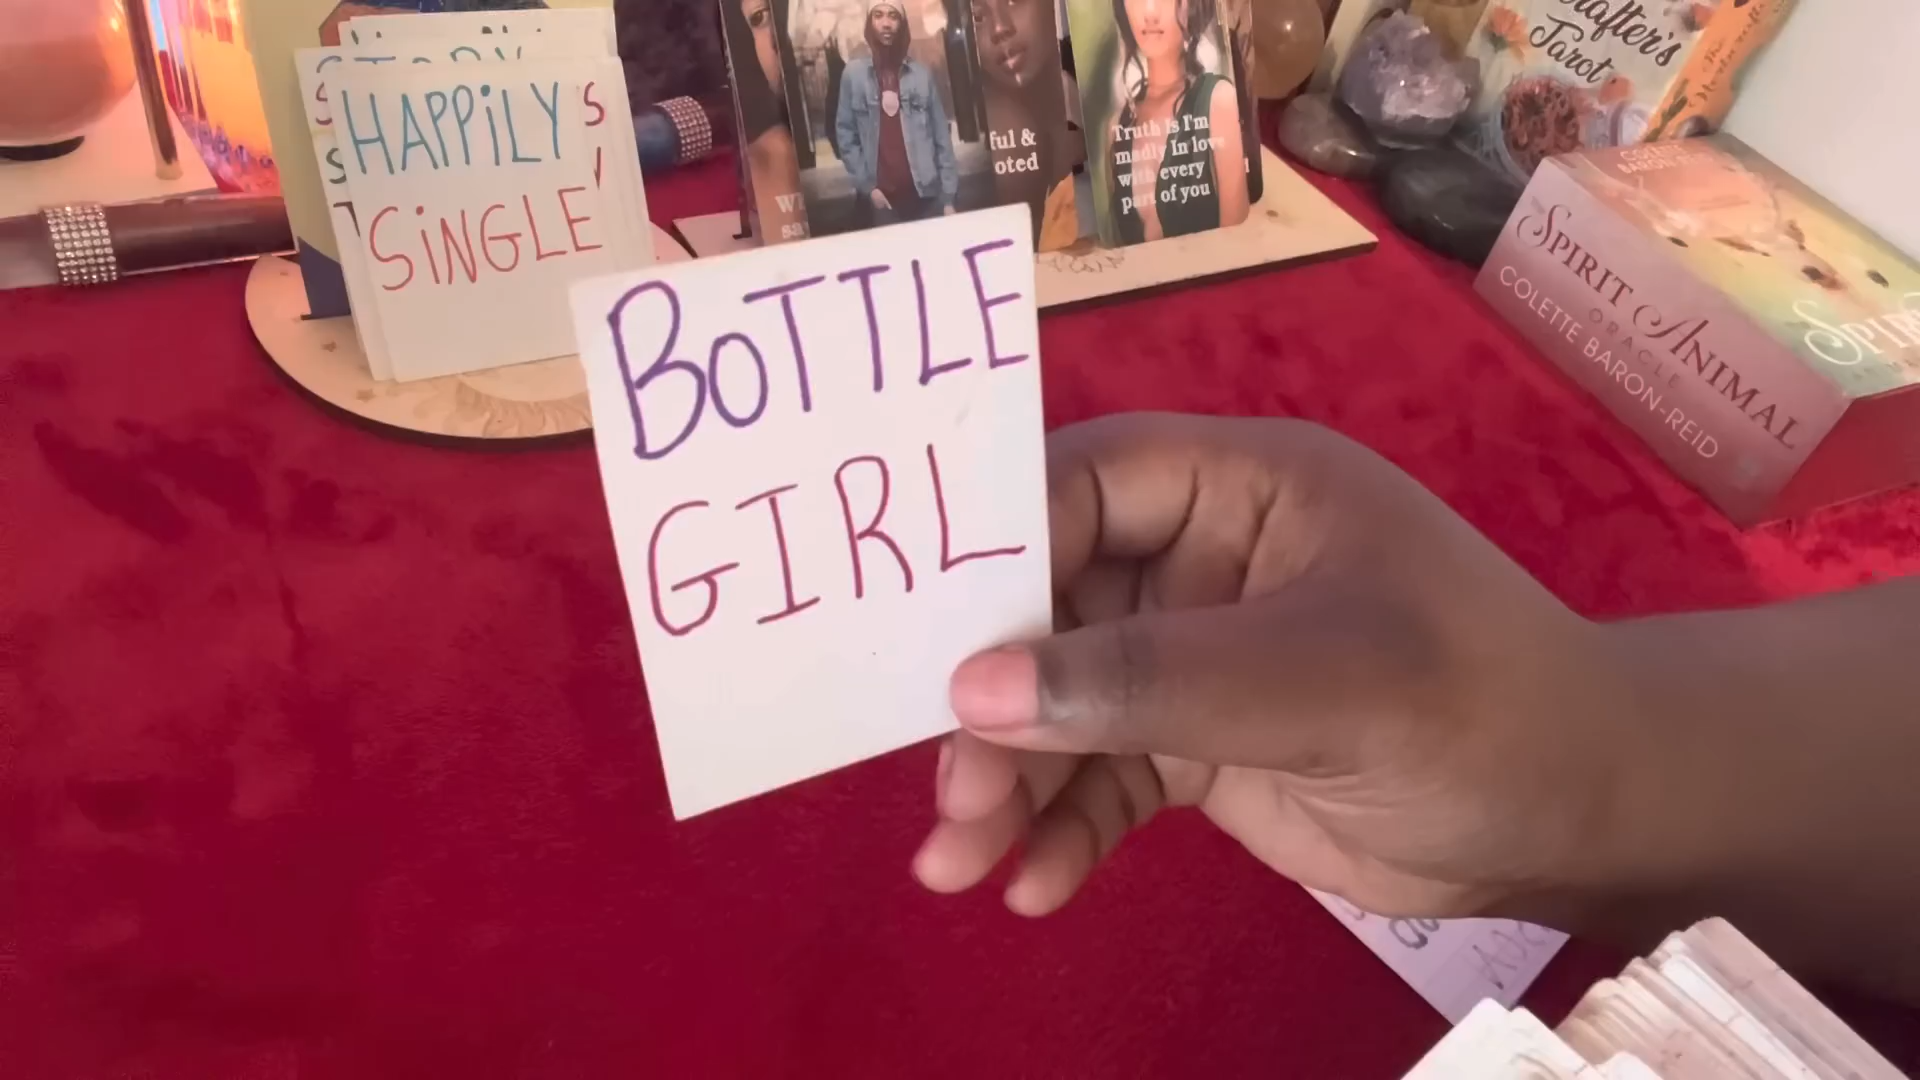 HAPPiLY
SiNGLE
BoTTLE
GIRL
ful &
oted
Truth Is I'm
madly In love
with every
part of you
Crafter's
Tarot
SPIRIT ANIMAL
ORACLE
COLETTE BARON-REID